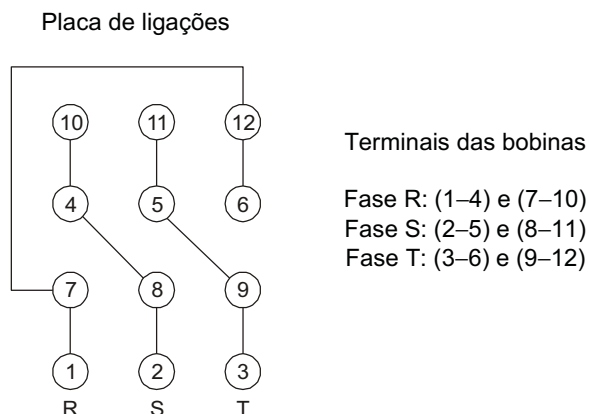 Placa de ligações
10 11 12
4 5 6
7 8 9
1 2 3
R S T
Terminais das bobinas
Fase R: (1–4) e (7–10)
Fase S: (2–5) e (8–11)
Fase T: (3–6) e (9–12)